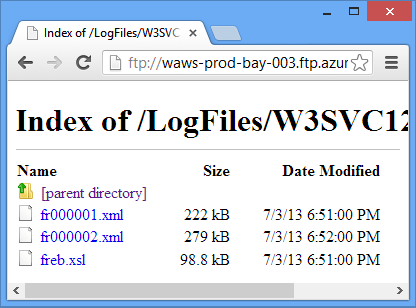 Index of /LogFiles/W3SVC
ftp://waws-prod-bay-003.ftp.azur
Index of /LogFiles/W3SVC12
Name Size Date Modified
[parent directory]
fr000001.xml 222 kB 7/3/13 6:51:00 PM
fr000002.xml 279 kB 7/3/13 6:52:00 PM
freb.xsl 98.8 kB 7/3/13 6:51:00 PM